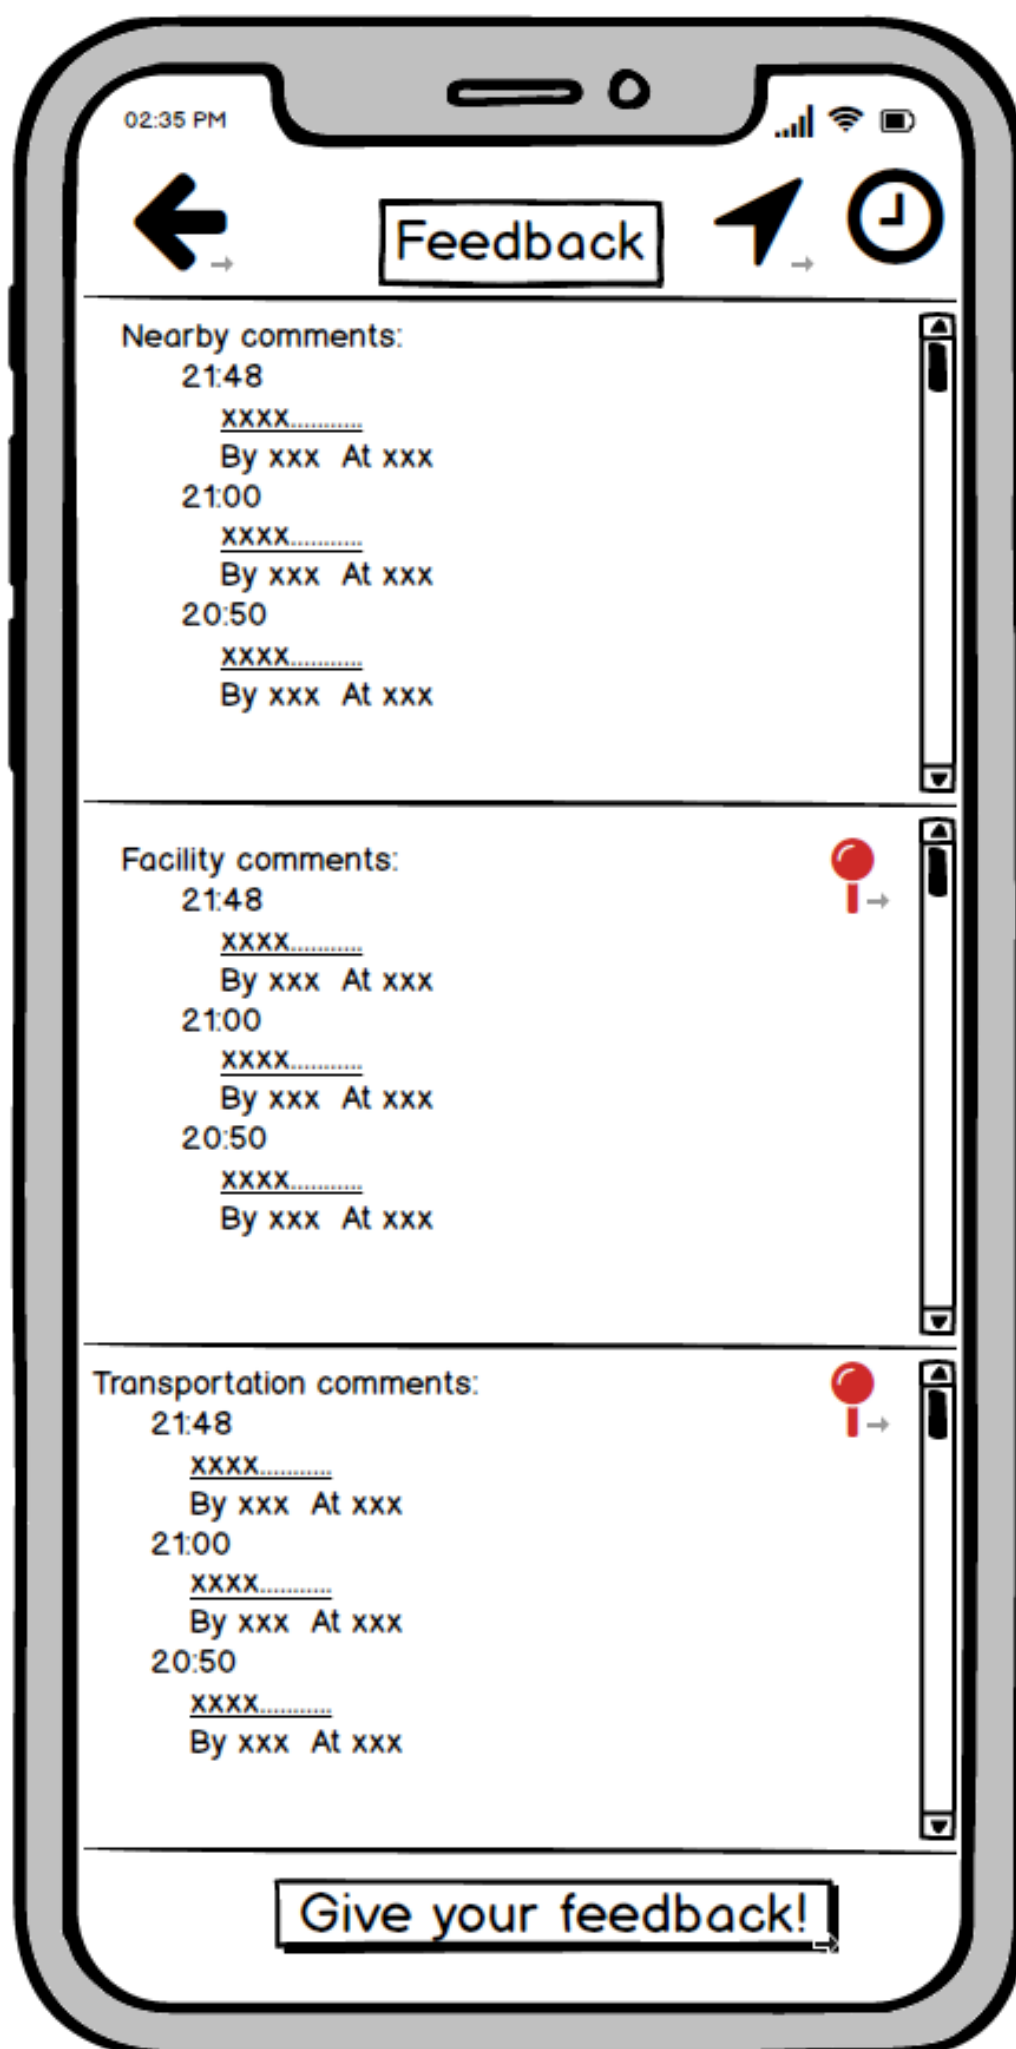 02:35 PM
Feedback
Nearby comments:
21:48
xxxx...........
By xxx At xxx
21:00
xxxx...........
By xxx At xxx
20:50
xxxx...........
By xxx At xxx
Facility comments:
21:48
xxxx...........
By xxx At xxx
21:00
xxxx...........
By xxx At xxx
20:50
xxxx...........
By xxx At xxx
Transportation comments:
21:48
xxxx...........
By xxx At xxx
21:00
xxxx...........
By xxx At xxx
20:50
xxxx...........
By xxx At xxx
Give your feedback!